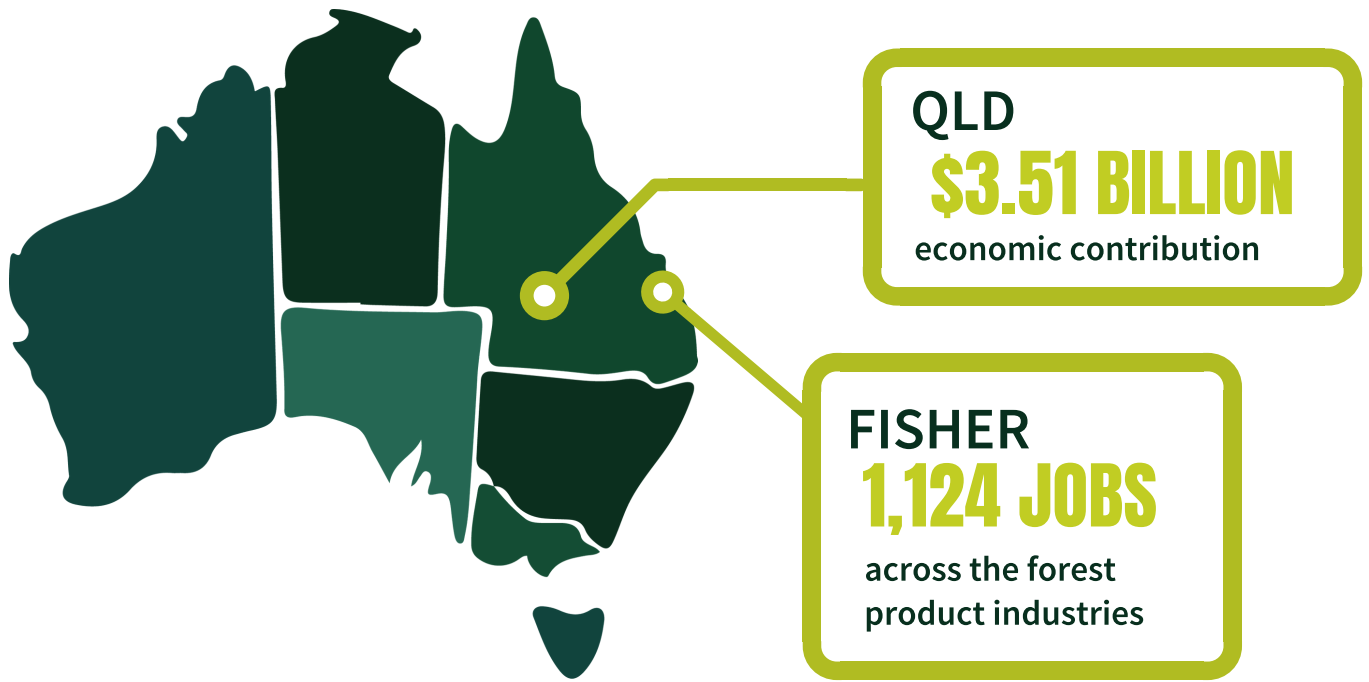 QLD
$3.51 BILLION
economic contribution
FISHER
1,124 JOBS
across the forest
product industries